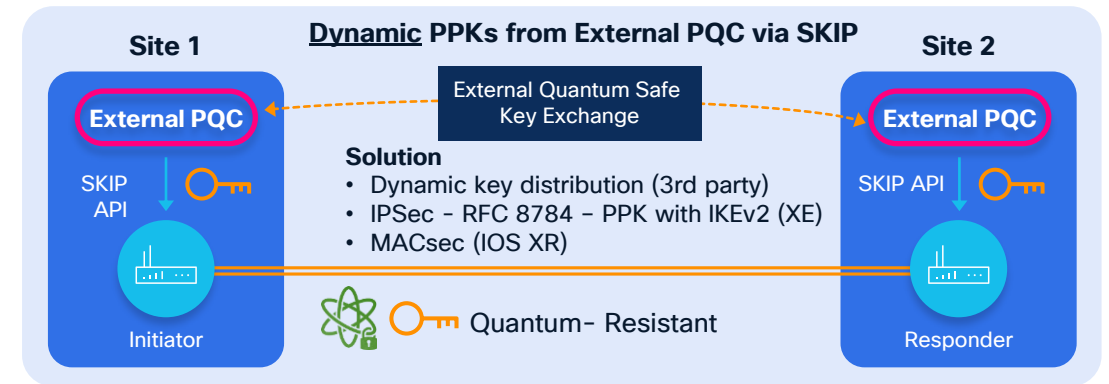 Dynamic PPKs from External PQC via SKIP
Site 1
Site 2
External PQC
External Quantum Safe
Key Exchange
External PQC
SKIP
API
SKIP API
Solution
• Dynamic key distribution (3rd party)
• IPSec - RFC 8784 – PPK with IKEv2 (XE)
• MACsec (IOS XR)
Initiator
Quantum- Resistant
Responder